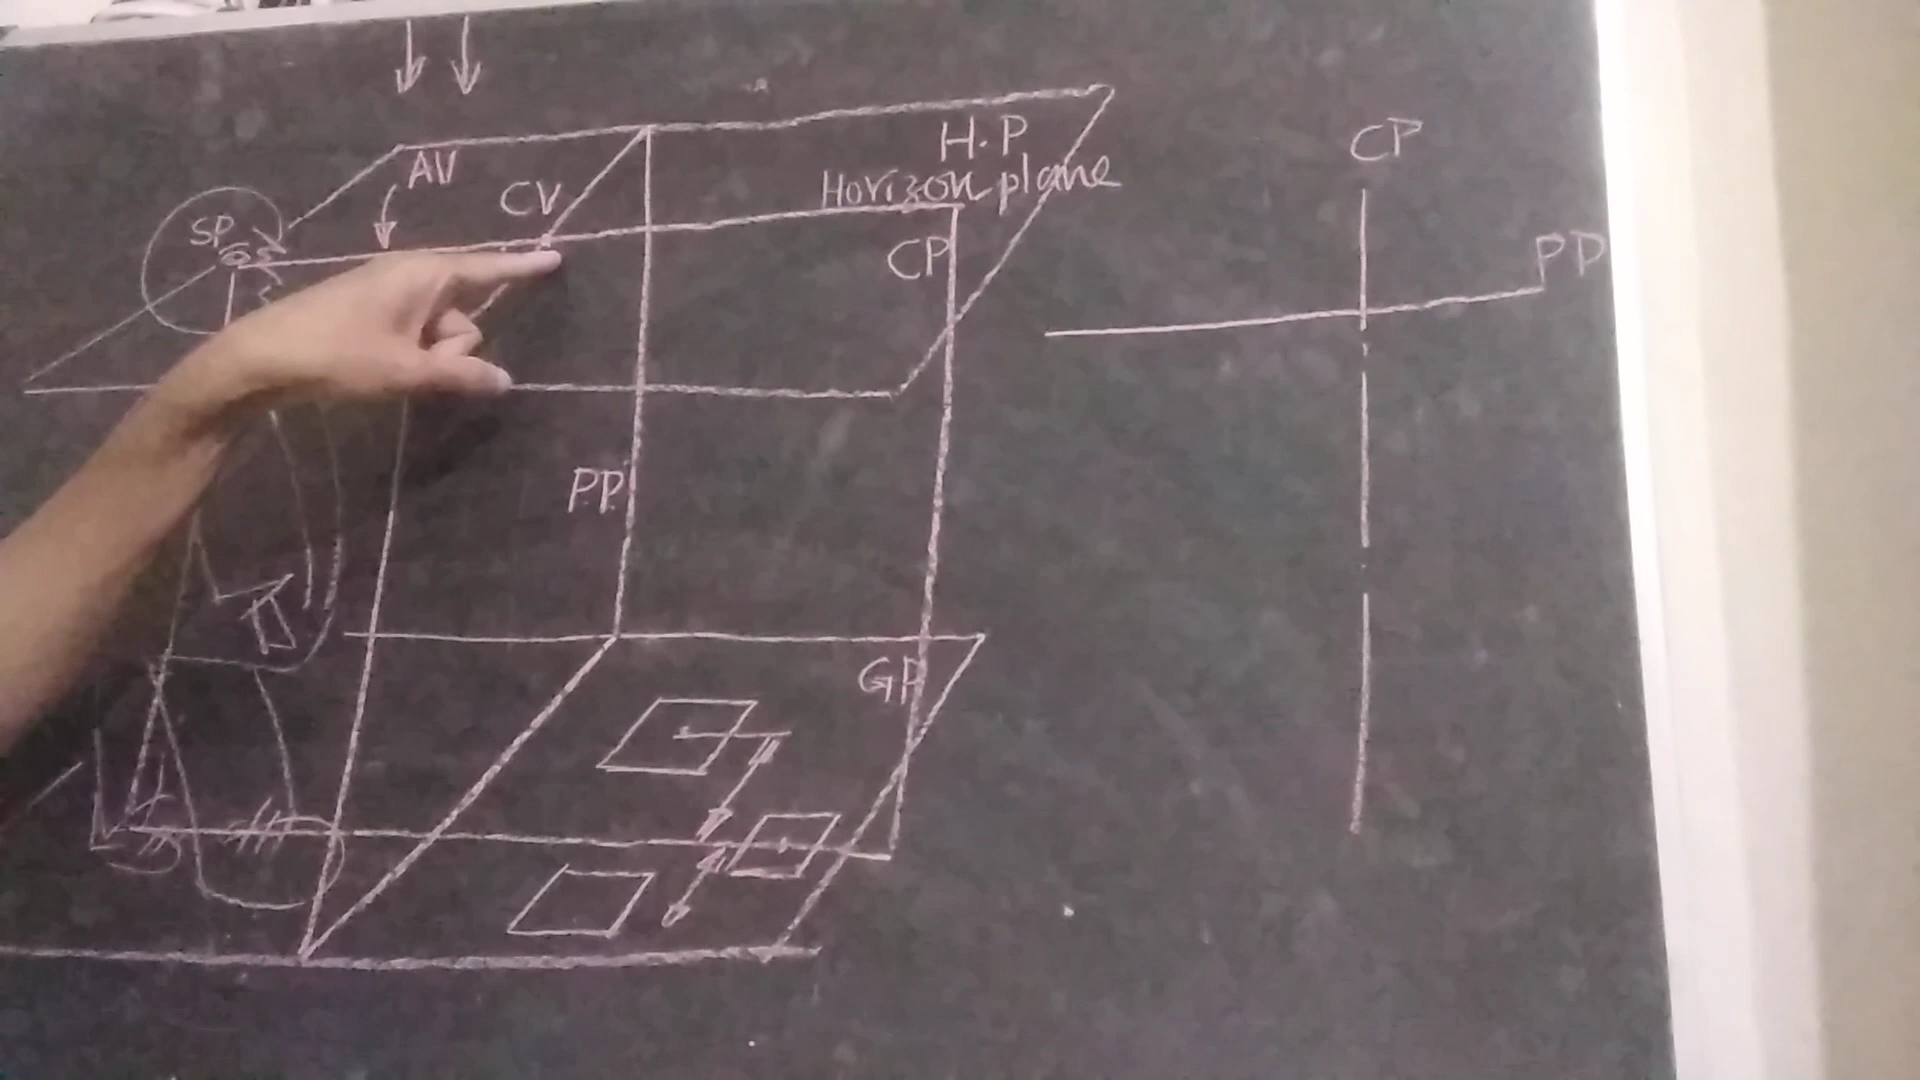 AV
CV
SP
H.P
Horizon plane
CP
PP
GP
CP
PP